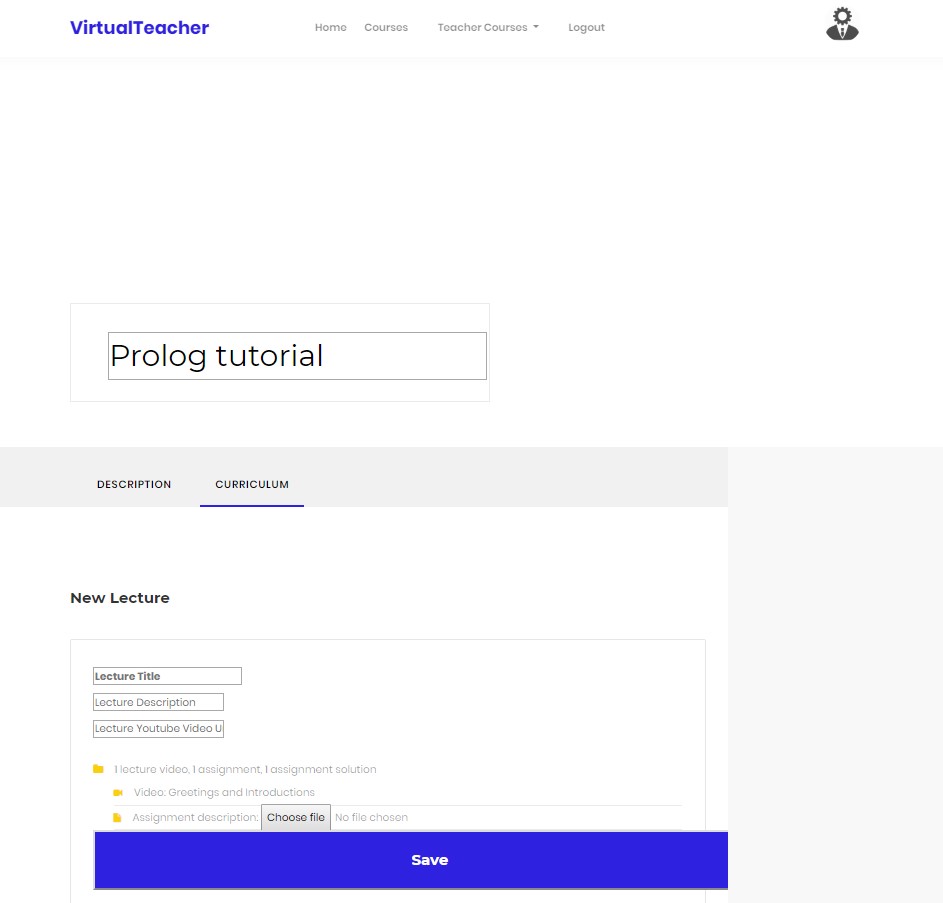 VirtualTeacher Home Courses Teacher Courses Logout
Prolog tutorial
DESCRIPTION CURRICULUM
New Lecture
Lecture Title
Lecture Description
Lecture Youtube Video U
1 lecture video, 1 assignment, 1 assignment solution
Video: Greetings and Introductions
Assignment description: Choose file No file chosen
Save